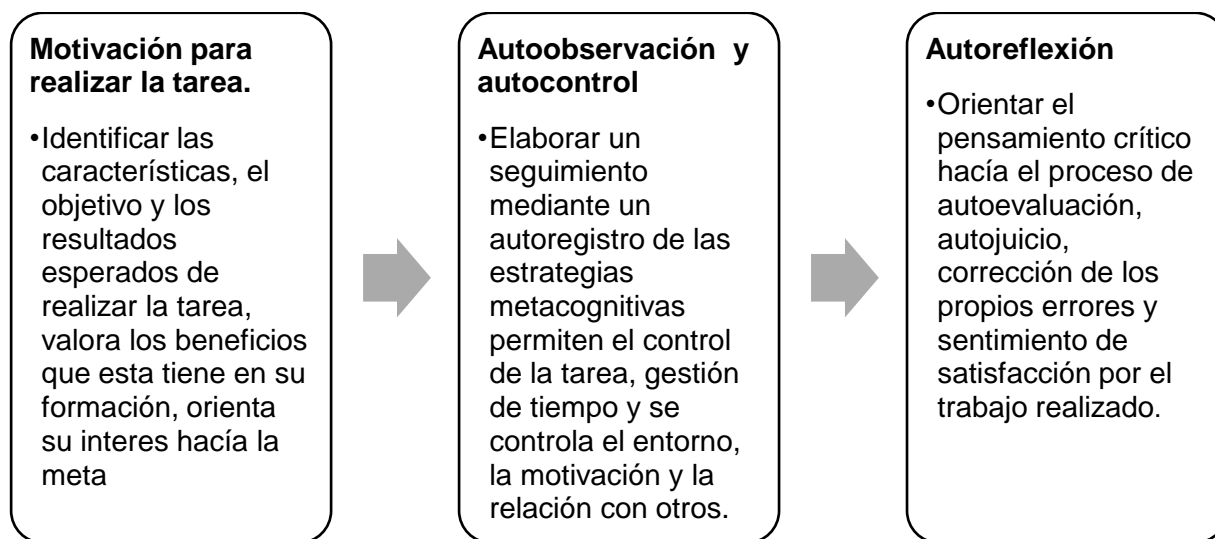 Motivación para
realizar la tarea.
•Identificar las
características, el
objetivo y los
resultados
esperados de
realizar la tarea,
valora los beneficios
que esta tiene en su
formación, orienta
su interes hacía la
meta
Autoobservación y
autocontrol
•Elaborar un
seguimiento
mediante un
autoregistro de las
estrategias
metacognitivas
permiten el control
de la tarea, gestión
de tiempo y se
controla el entorno,
la motivación y la
relación con otros.
Autoreflexión
•Orientar el
pensamiento crítico
hacía el proceso de
autoevaluación,
autojuicio,
corrección de los
propios errores y
sentimiento de
satisfacción por el
trabajo realizado.